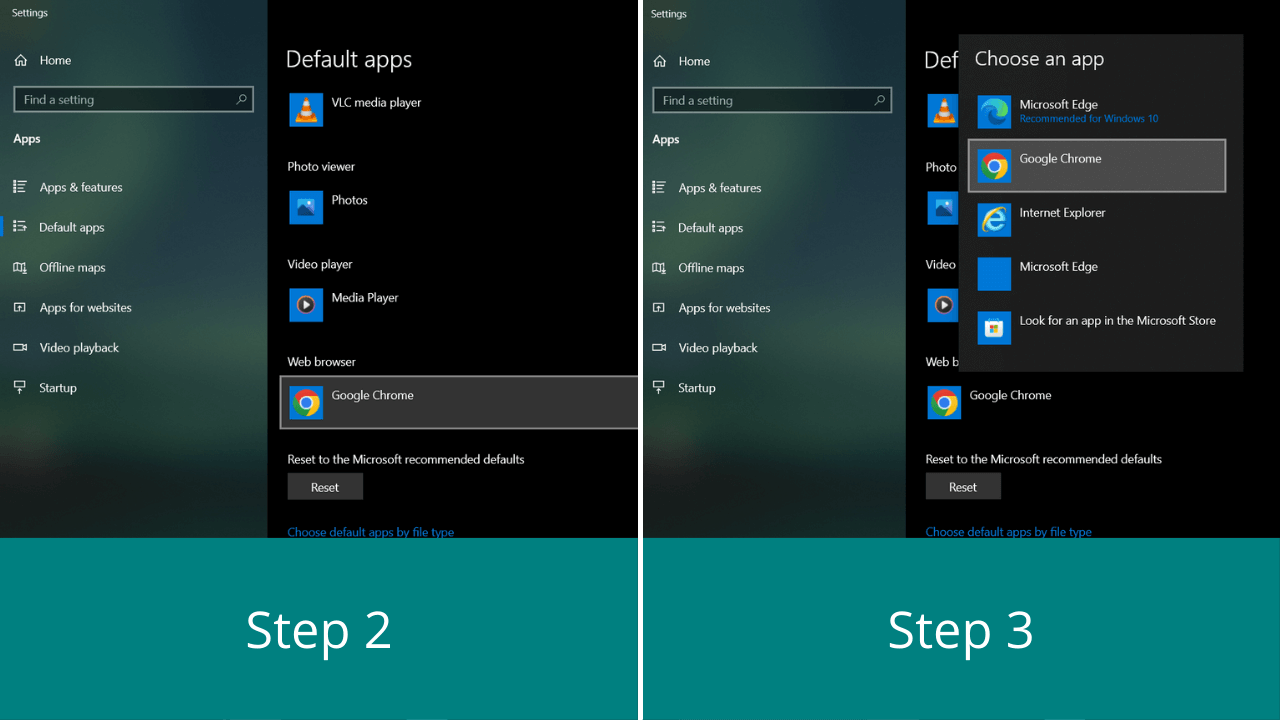 Settings
Home
Find a setting
Apps
Apps & features
Default apps
Offline maps
Apps for websites
Video playback
Startup
Default apps
VLC media player
Photo viewer
Photos
Video player
Media Player
Web browser
Google Chrome
Reset to the Microsoft recommended defaults
Reset
Choose default apps by file type
Step 2
Settings
Home
Find a setting
Apps
Apps & features
Default apps
Offline maps
Apps for websites
Video playback
Startup
Def
Photo
Video
Web b
Google Chrome
Reset to the Microsoft recommended defaults
Reset
Choose default apps by file type
Choose an app
Microsoft Edge
Recommended for Windows 10
Google Chrome
Internet Explorer
Microsoft Edge
Look for an app in the Microsoft Store
Step 3